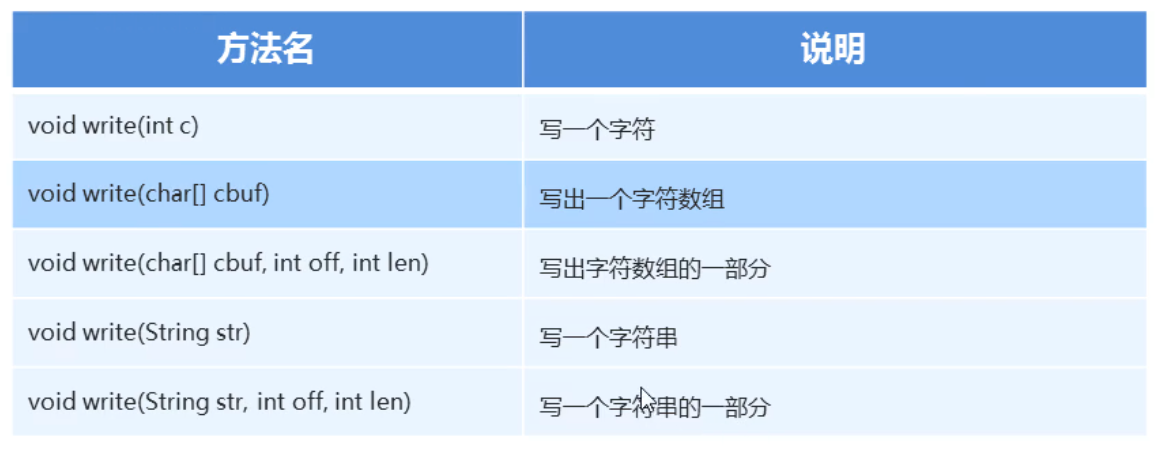 方法名 说明
void write(int c) 写一个字符
void write(char[] cbuf) 写出一个字符数组
void write(char[] cbuf, int off, int len) 写出字符数组的一部分
void write(String str) 写一个字符串
void write(String str, int off, int len) 写一个字符串的一部分